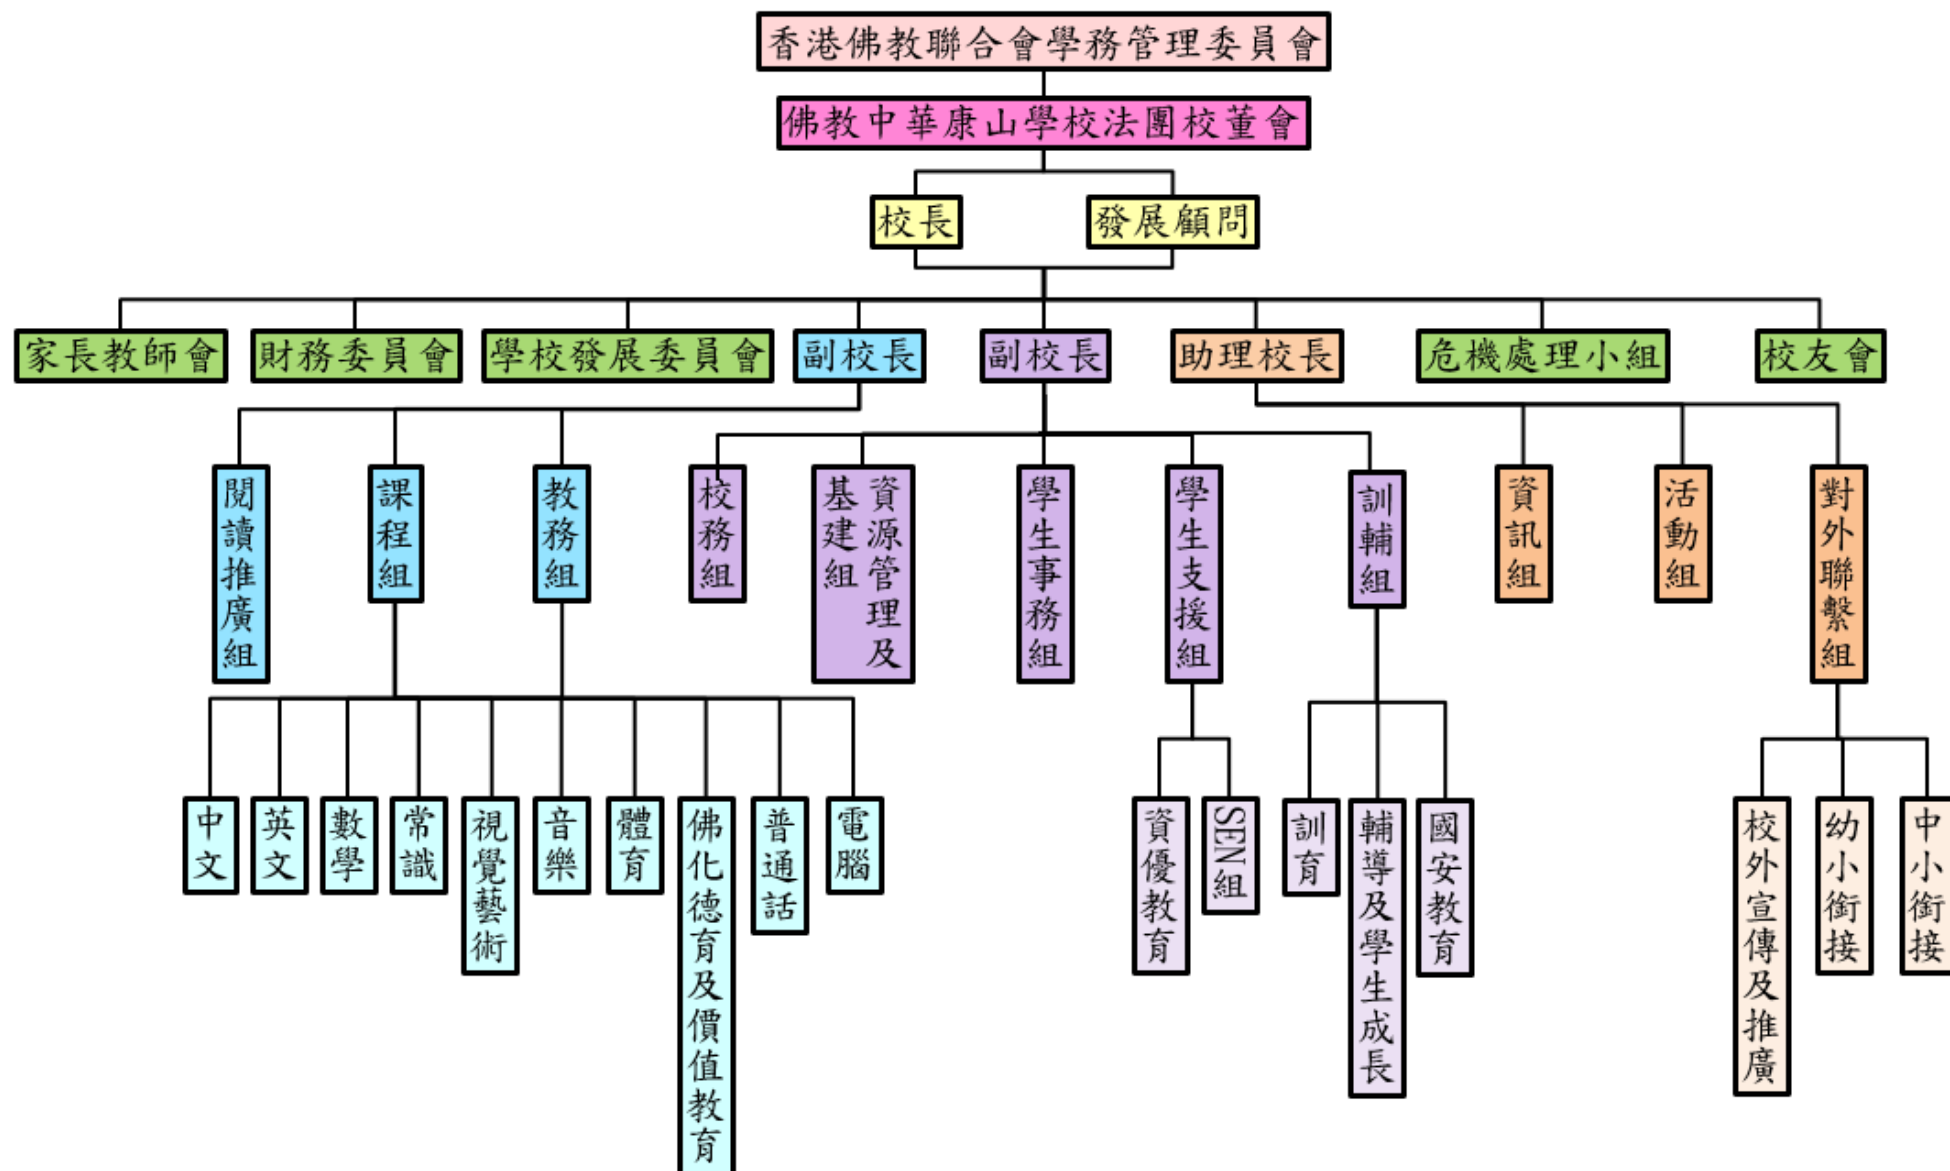 香港佛教聯合會學務管理委員會
佛教中華康山學校法團校董會
校長
發展顧問
家長教師會
財務委員會
學校發展委員會
副校長
副校長
助理校長
危機處理小組
校友會
閱讀推廣組
課程組
教務組
校務組
資源管理及
基建組
學生事務組
學生支援組
訓輔組
資訊組
活動組
對外聯繫組
中文
英文
數學
常識
視覺藝術
音樂
體育
佛化德育及價值教育
普通話
電腦
資優教育
SEN組
訓育
輔導及學生成長
國安教育
校外宣傳及推廣
幼小銜接
中小銜接